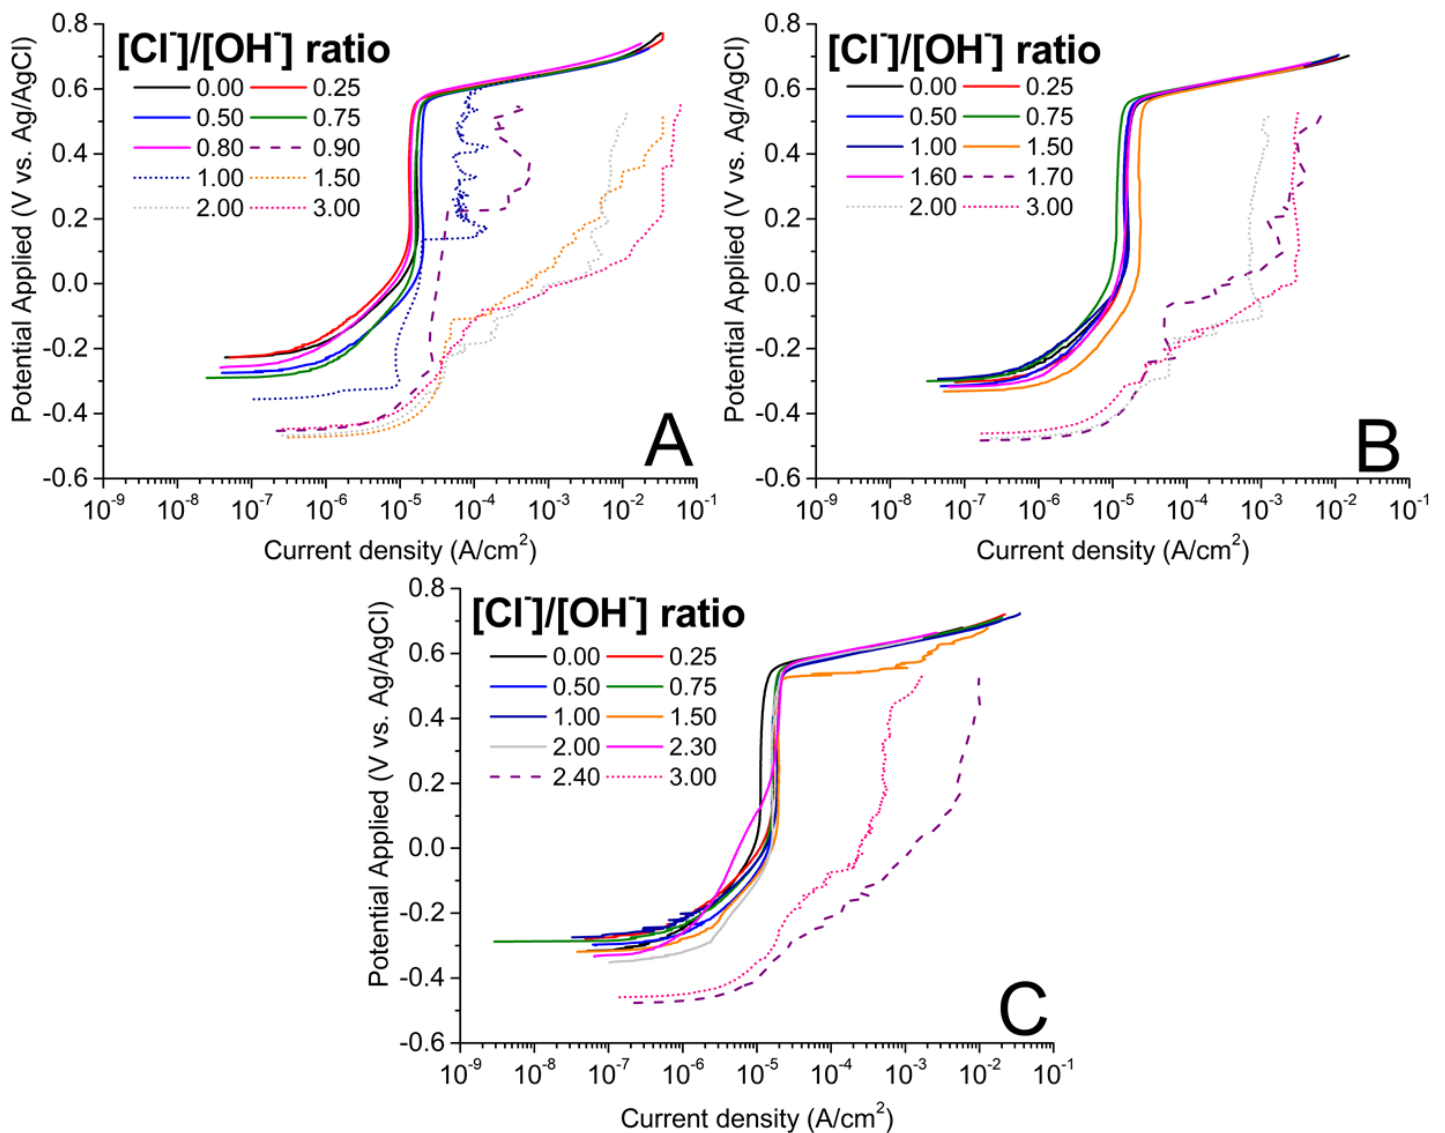 [Cl⁻]/[OH⁻] ratio
0.00 0.25
0.50 0.75
0.80 0.90
1.00 1.50
2.00 3.00
0.8
0.6
0.4
0.2
0.0
-0.2
-0.4
-0.6
Potential Applied (V vs. Ag/AgCl)
A
10⁻⁹ 10⁻⁸ 10⁻⁷ 10⁻⁶ 10⁻⁵ 10⁻⁴ 10⁻³ 10⁻² 10⁻¹
Current density (A/cm²)
[Cl⁻]/[OH⁻] ratio
0.00 0.25
0.50 0.75
1.00 1.50
1.60 1.70
2.00 3.00
0.8
0.6
0.4
0.2
0.0
-0.2
-0.4
-0.6
Potential Applied (V vs. Ag/AgCl)
B
10⁻⁹ 10⁻⁸ 10⁻⁷ 10⁻⁶ 10⁻⁵ 10⁻⁴ 10⁻³ 10⁻² 10⁻¹
Current density (A/cm²)
[Cl⁻]/[OH⁻] ratio
0.00 0.25
0.50 0.75
1.00 1.50
2.00 2.30
2.40 3.00
0.8
0.6
0.4
0.2
0.0
-0.2
-0.4
-0.6
Potential Applied (V vs. Ag/AgCl)
C
10⁻⁹ 10⁻⁸ 10⁻⁷ 10⁻⁶ 10⁻⁵ 10⁻⁴ 10⁻³ 10⁻² 10⁻¹
Current density (A/cm²)